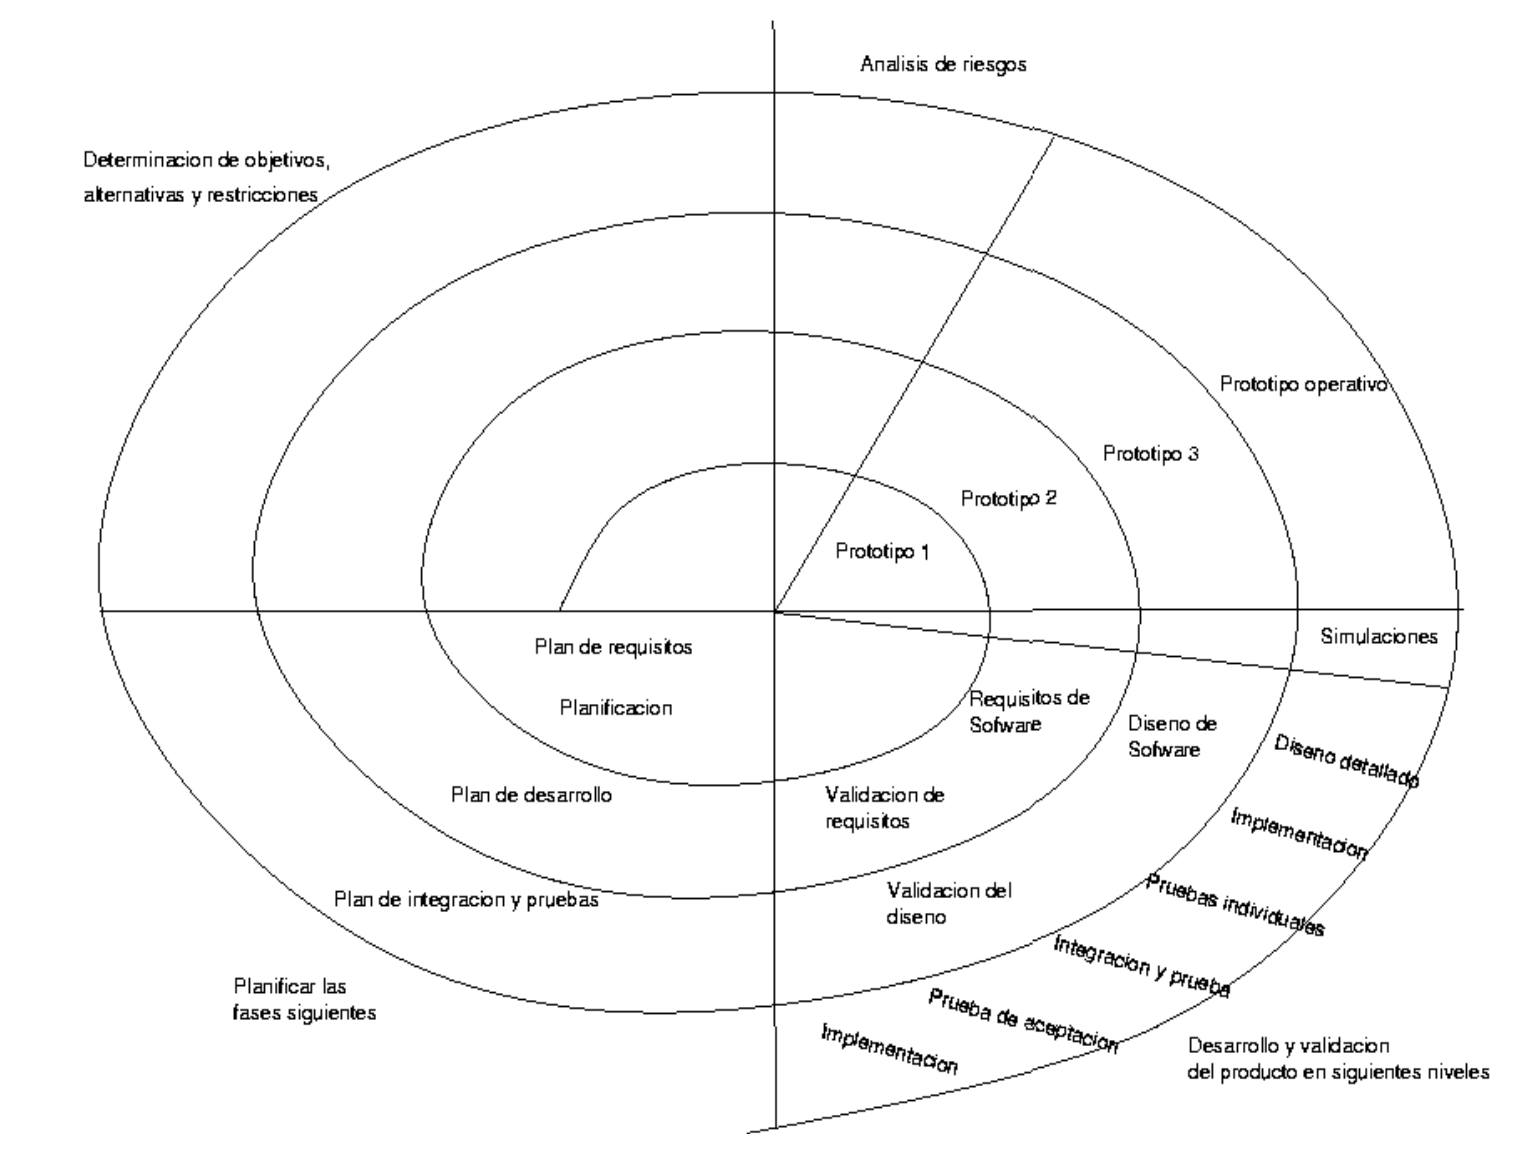 Analisis de riesgos
Determinacion de objetivos,
alternativas y restricciones
Prototipo operativo
Prototipo 3
Prototipo 2
Prototipo 1
Simulaciones
Plan de requisitos
Planificacion
Requisitos de
Sofware
Diseno de
Sofware
Diseno detallado
Plan de desarrollo
Validacion de
requisitos
Implementacion
Plan de integracion y pruebas
Validacion del
diseno
Pruebas individuales
Integracion y prueba
Planificar las
fases siguientes
Prueba de aceptacion
Implementacion
Desarrollo y validacion
del producto en siguientes niveles